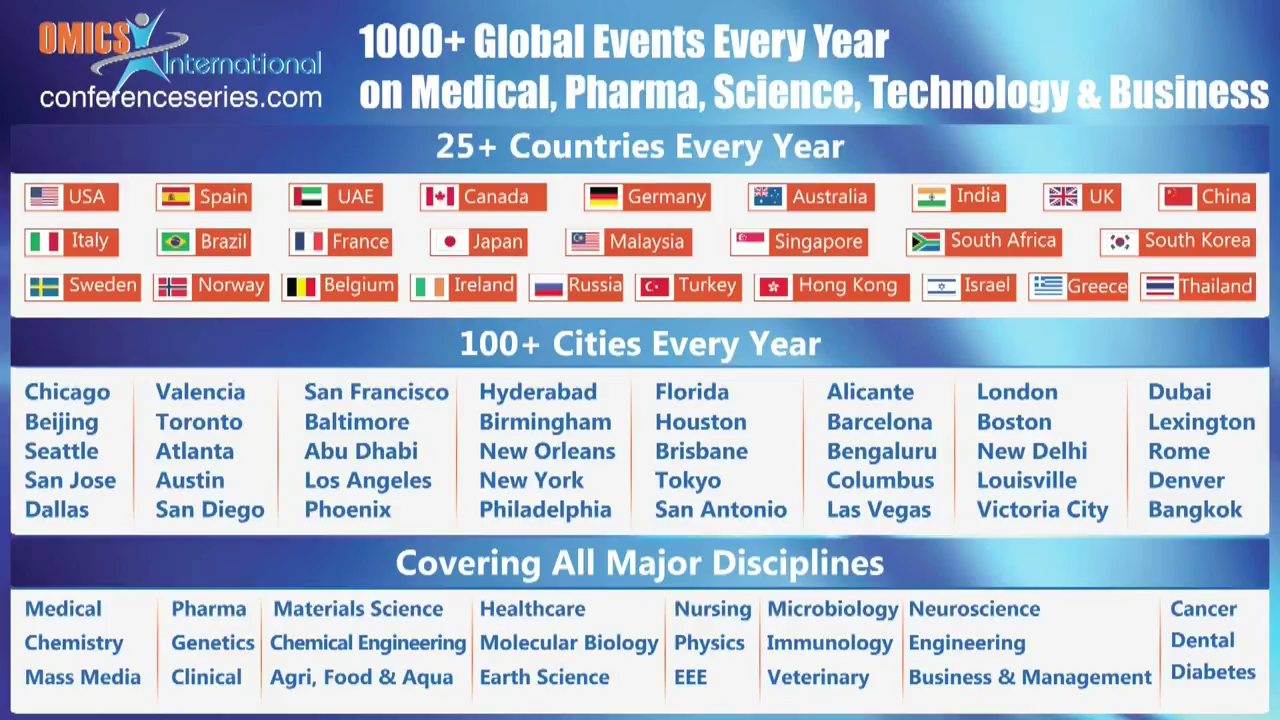 OMICS International
conferenceseries.com
1000+ Global Events Every Year
on Medical, Pharma, Science, Technology & Business
25+ Countries Every Year
USA Spain UAE Canada Germany Australia India UK China
Italy Brazil France Japan Malaysia Singapore South Africa South Korea
Sweden Norway Belgium Ireland Russia Turkey Hong Kong Israel Greece Thailand
100+ Cities Every Year
Chicago Valencia San Francisco Hyderabad Florida Alicante London Dubai
Beijing Toronto Baltimore Birmingham Houston Barcelona Boston Lexington
Seattle Atlanta Abu Dhabi New Orleans Brisbane Bengaluru New Delhi Rome
San Jose Austin Los Angeles New York Tokyo Columbus Louisville Denver
Dallas San Diego Phoenix Philadelphia San Antonio Las Vegas Victoria City Bangkok
Covering All Major Disciplines
Medical Pharma Materials Science Healthcare Nursing Microbiology Neuroscience Cancer
Chemistry Genetics Chemical Engineering Molecular Biology Physics Immunology Engineering Dental
Mass Media Clinical Agri, Food & Aqua Earth Science EEE Veterinary Business & Management Diabetes